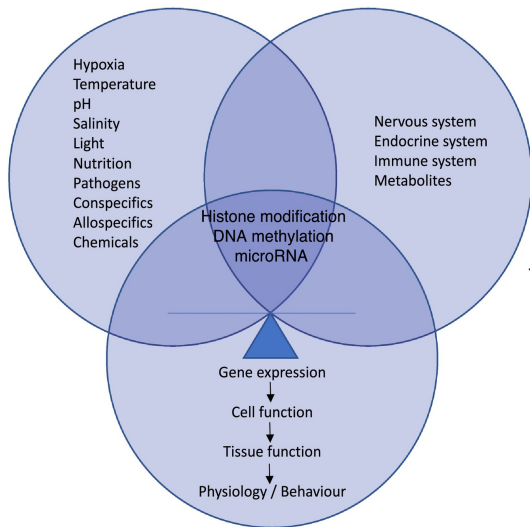 Hypoxia
Temperature
pH
Salinity
Light
Nutrition
Pathogens
Conspecifics
Allospecifics
Chemicals
Nervous system
Endocrine system
Immune system
Metabolites
Histone modification
DNA methylation
microRNA
Gene expression
Cell function
Tissue function
Physiology / Behaviour